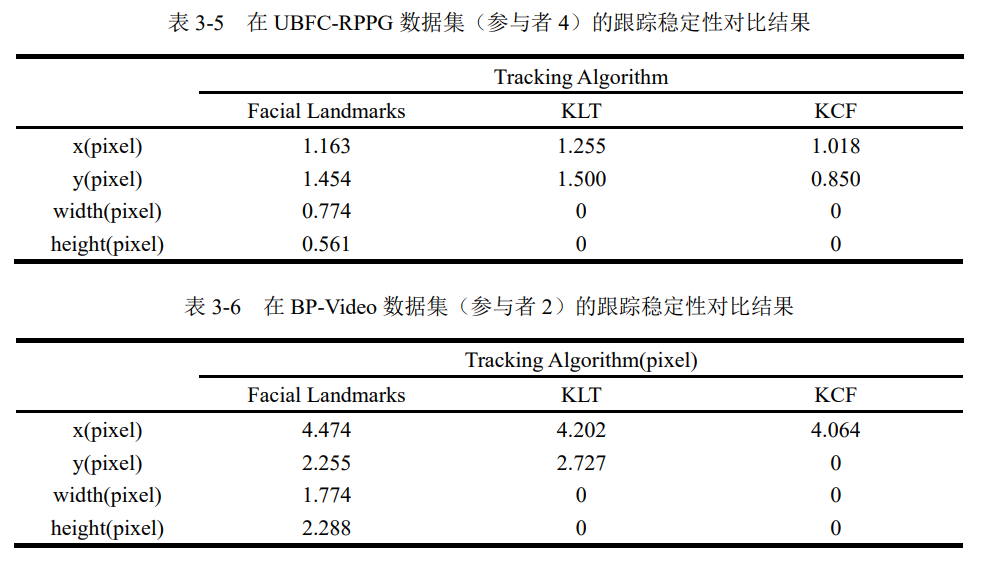 表 3-5 在 UBFC-RPPG 数据集（参与者 4）的跟踪稳定性对比结果
Tracking Algorithm
Facial Landmarks KLT KCF
x(pixel) 1.163 1.255 1.018
y(pixel) 1.454 1.500 0.850
width(pixel) 0.774 0 0
height(pixel) 0.561 0 0
表 3-6 在 BP-Video 数据集（参与者 2）的跟踪稳定性对比结果
Tracking Algorithm(pixel)
Facial Landmarks KLT KCF
x(pixel) 4.474 4.202 4.064
y(pixel) 2.255 2.727 0
width(pixel) 1.774 0 0
height(pixel) 2.288 0 0